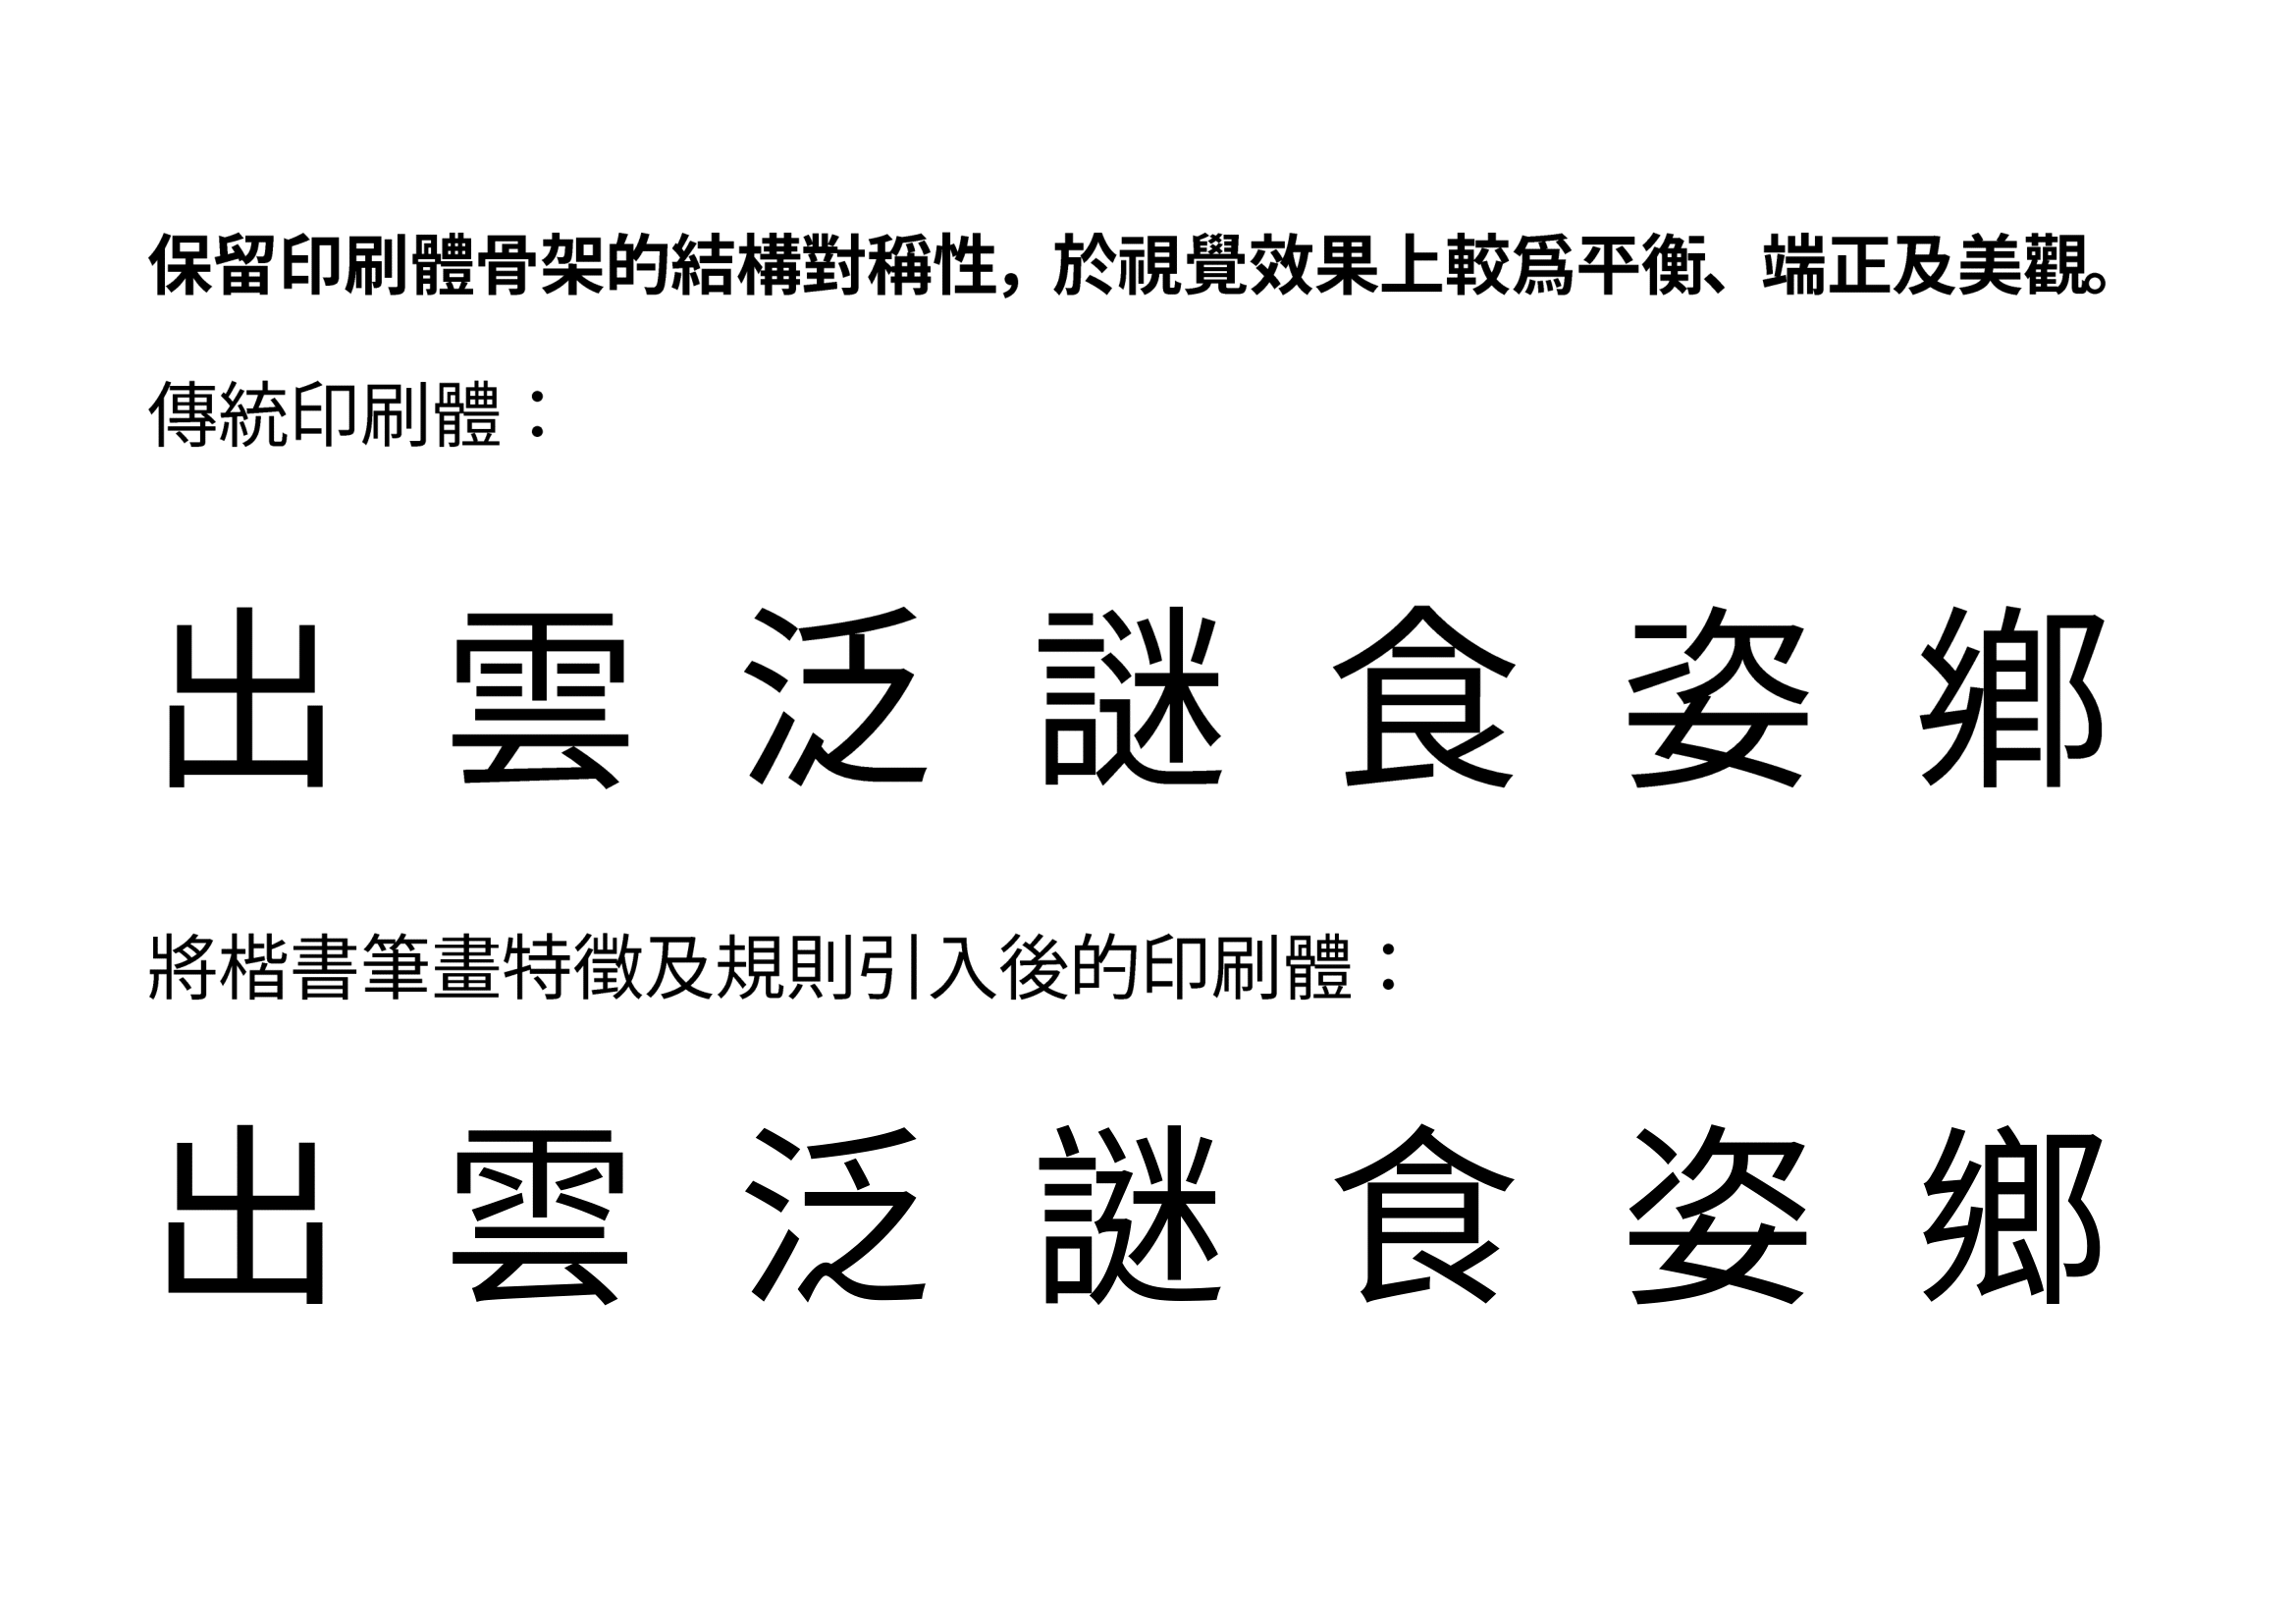 保留印刷體骨架的結構對稱性，於視覺效果上較爲平衡、端正及美觀。
傳統印刷體：
出 雲 泛 謎 食 姿 鄉
將楷書筆畫特徵及規則引入後的印刷體：
出 雲 泛 謎 食 姿 鄉